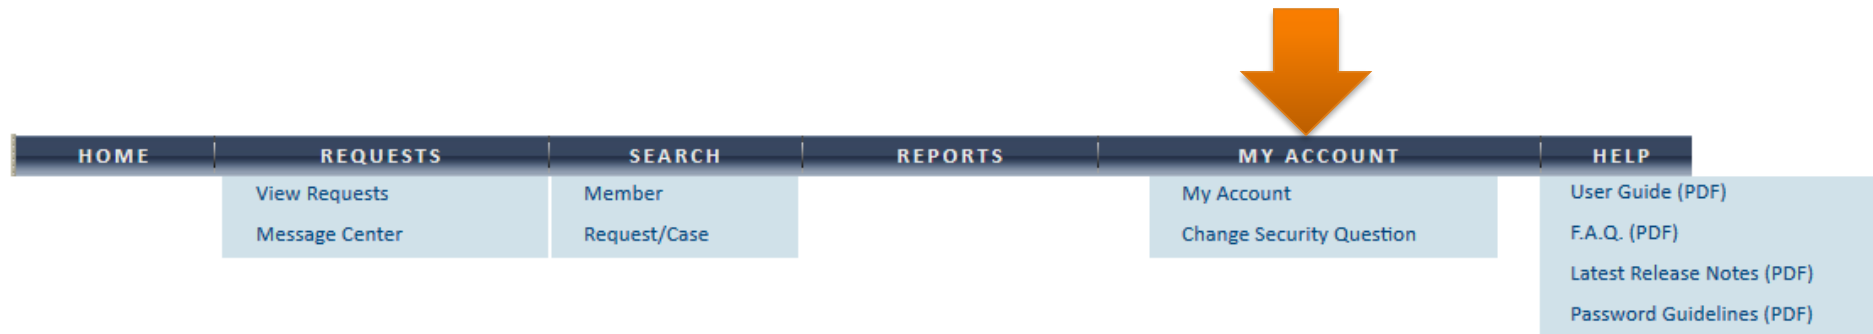 HOME REQUESTS SEARCH REPORTS MY ACCOUNT HELP
View Requests
Message Center
Member
Request/Case
My Account
Change Security Question
User Guide (PDF)
F.A.Q. (PDF)
Latest Release Notes (PDF)
Password Guidelines (PDF)